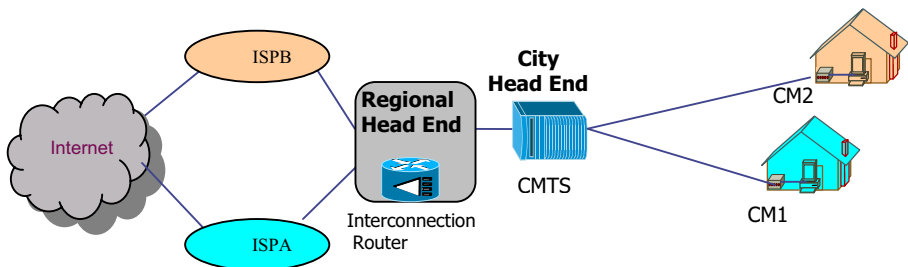 ISPB
Internet
ISPA
Regional
Head End
Interconnection
Router
City
Head End
CMTS
CM2
CM1